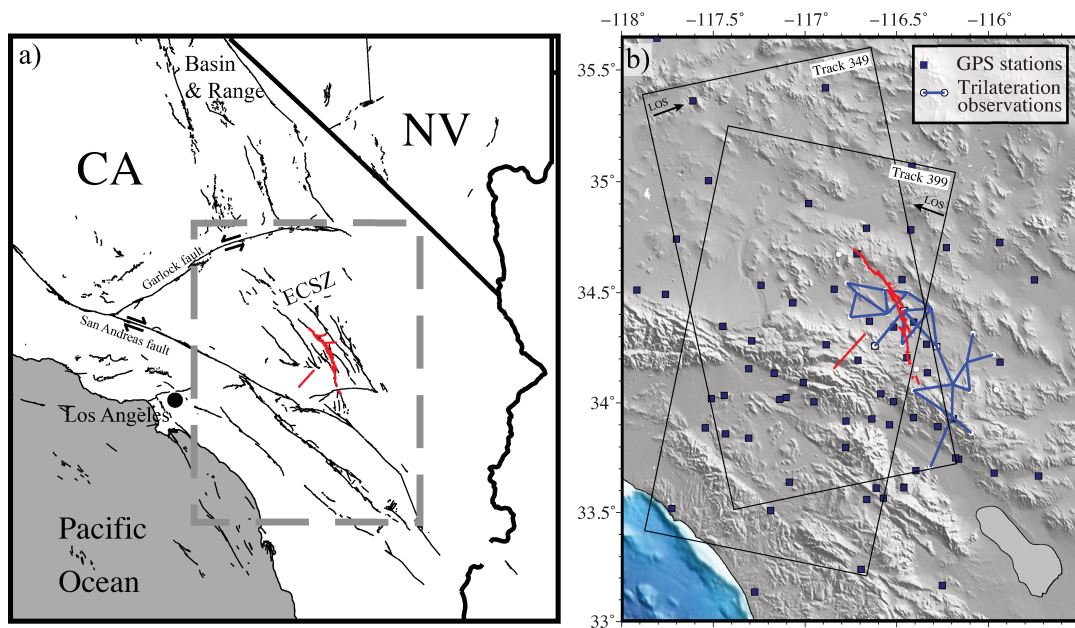 a)
Basin
& Range
NV
CA
Garlock fault
ECSZ
San Andreas fault
Los Angeles
Pacific
Ocean
−118° −117.5° −117° −116.5° −116°
b)
35.5°
35°
34.5°
34°
33.5°
33°
Track 349
LOS
GPS stations
Trilateration
observations
Track 399
LOS